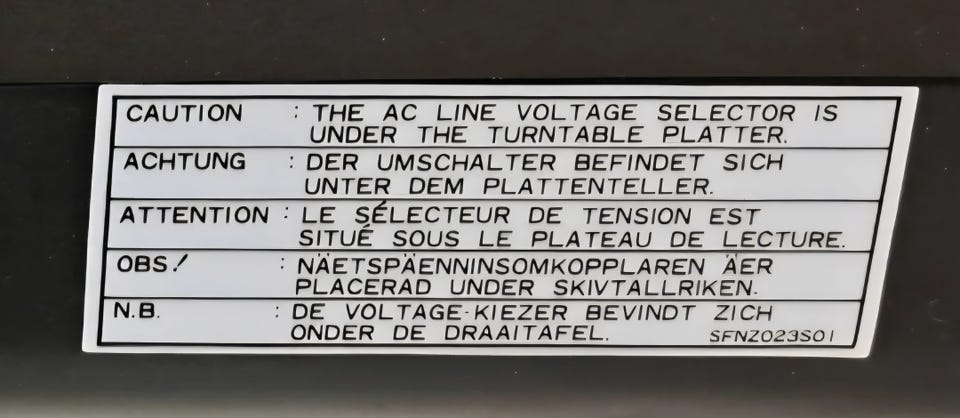 CAUTION : THE AC LINE VOLTAGE SELECTOR IS
UNDER THE TURNTABLE PLATTER.
ACHTUNG : DER UMSCHALTER BEFINDET SICH
UNTER DEM PLATTENTELLER.
ATTENTION : LE SÉLECTEUR DE TENSION EST
SITUÉ SOUS LE PLATEAU DE LECTURE.
OBS! : NÄETSPÄENNINSOMKOPPLAREN ÄER
PLACERAD UNDER SKIVTALLRIKEN.
N.B. : DE VOLTAGE-KIEZER BEVINDT ZICH
ONDER DE DRAAITAFEL. SFNZ023S01